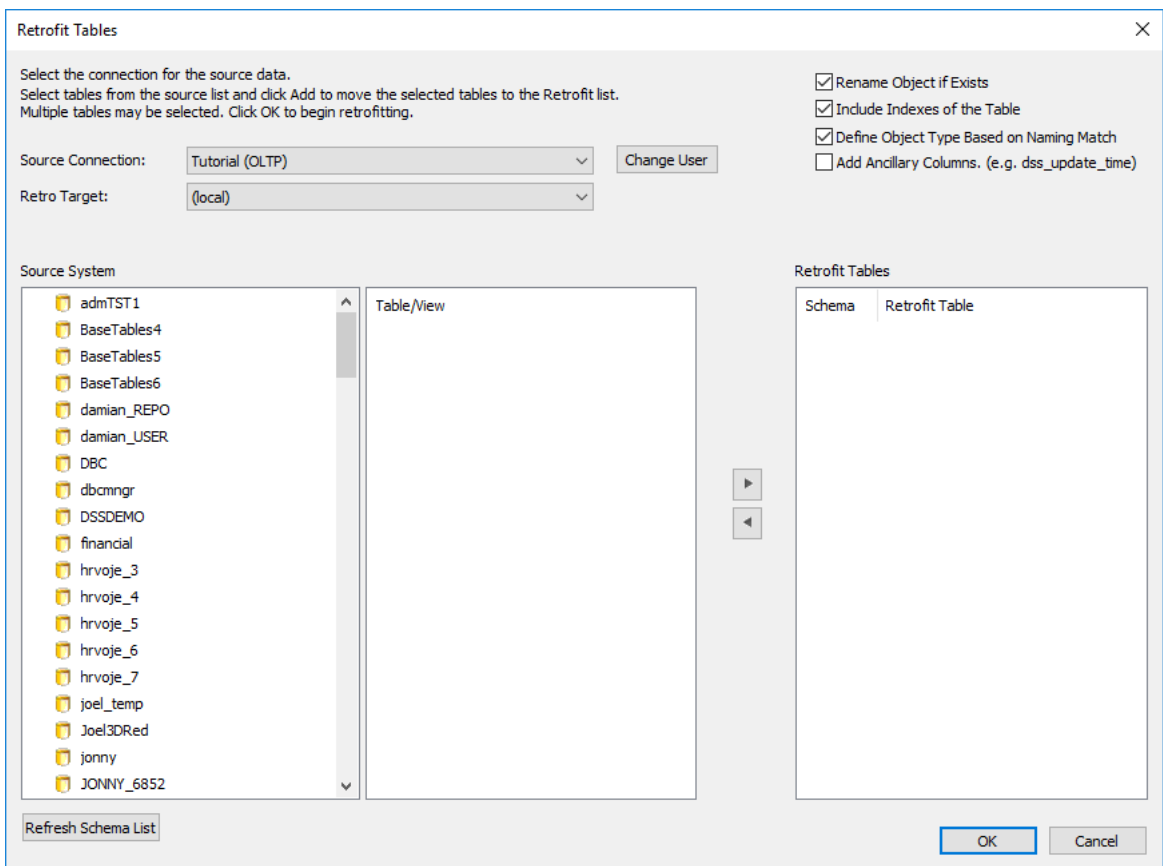 Retrofit Tables
Select the connection for the source data.
Select tables from the source list and click Add to move the selected tables to the Retrofit list.
Multiple tables may be selected. Click OK to begin retrofitting.
Rename Object if Exists
Include Indexes of the Table
Define Object Type Based on Naming Match
Add Ancillary Columns. (e.g. dss_update_time)
Source Connection:
Tutorial (OLTP)
Change User
Retro Target:
(local)
Source System
Retrofit Tables
admTST1
BaseTables4
BaseTables5
BaseTables6
damian_REPO
damian_USER
DBC
dbcmngr
DSSDEMO
financial
hrvoje_3
hrvoje_4
hrvoje_5
hrvoje_6
hrvoje_7
joel_temp
Joel3DRed
jonny
JONNY_6852
Table/View
Schema
Retrofit Table
Refresh Schema List
OK
Cancel